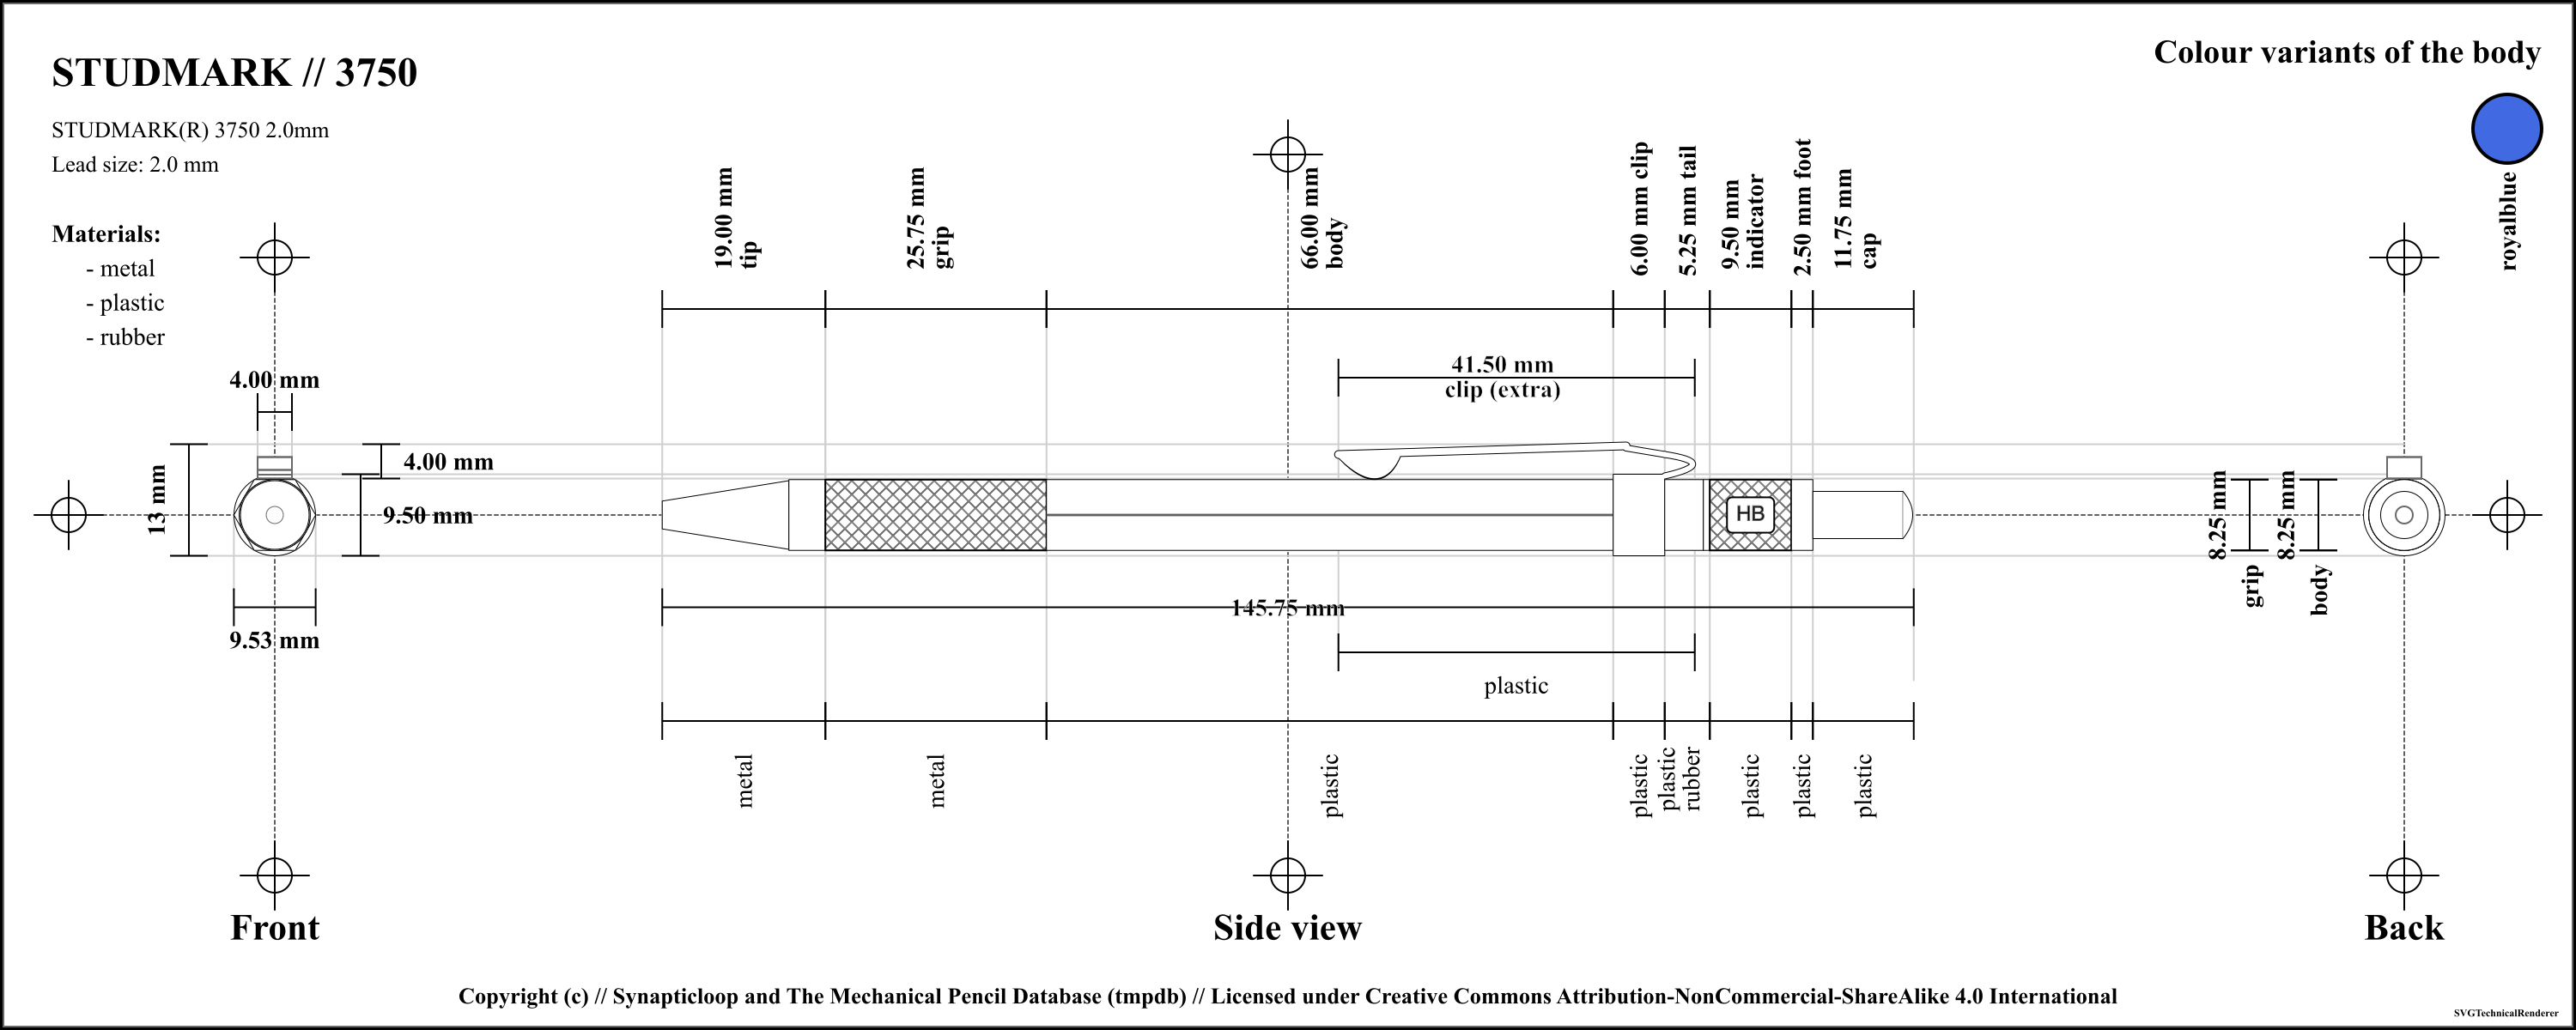 STUDMARK // 3750
STUDMARK(R) 3750 2.0mm
Lead size: 2.0 mm
Materials:
- metal
- plastic
- rubber
Colour variants of the body
royalblue
19.00 mm
tip
25.75 mm
grip
66.00 mm
body
6.00 mm clip
5.25 mm tail
9.50 mm
indicator
2.50 mm foot
11.75 mm
cap
41.50 mm
clip (extra)
4.00 mm
13 mm
4.00 mm
9.50 mm
9.53 mm
HB
8.25 mm
grip
8.25 mm
body
145.75 mm
plastic
metal
metal
plastic
plastic
plastic
rubber
plastic
plastic
plastic
Front
Side view
Back
Copyright (c) // Synapticloop and The Mechanical Pencil Database (tmpdb) // Licensed under Creative Commons Attribution-NonCommercial-ShareAlike 4.0 International
SVGTechnicalRenderer